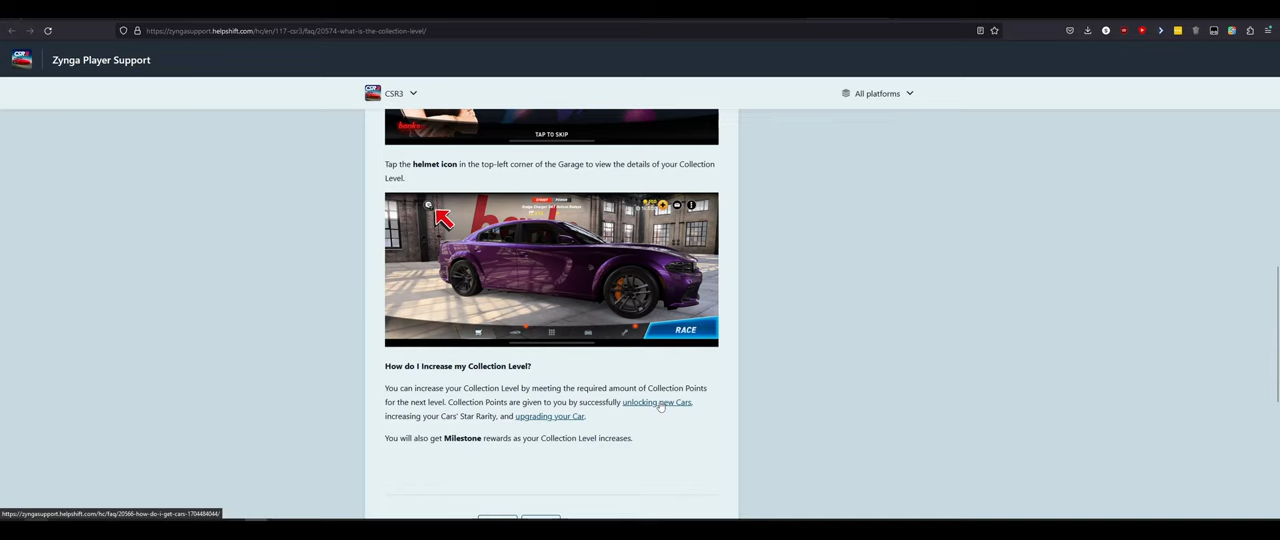 https://zyngasupport.helpshift.com/hc/en/117-csr3/faq/20574-what-is-the-collection-level/
CSR3
Zynga Player Support
CSR3
All platforms
TAP TO SKIP
Tap the helmet icon in the top-left corner of the Garage to view the details of your Collection
Level.
RACE
How do I Increase my Collection Level?
You can increase your Collection Level by meeting the required amount of Collection Points
for the next level. Collection Points are given to you by successfully unlocking new Cars,
increasing your Cars' Star Rarity, and upgrading your Car.
You will also get Milestone rewards as your Collection Level increases.
https://zyngasupport.helpshift.com/hc/faq/20566-how-do-i-get-cars-1704484044/